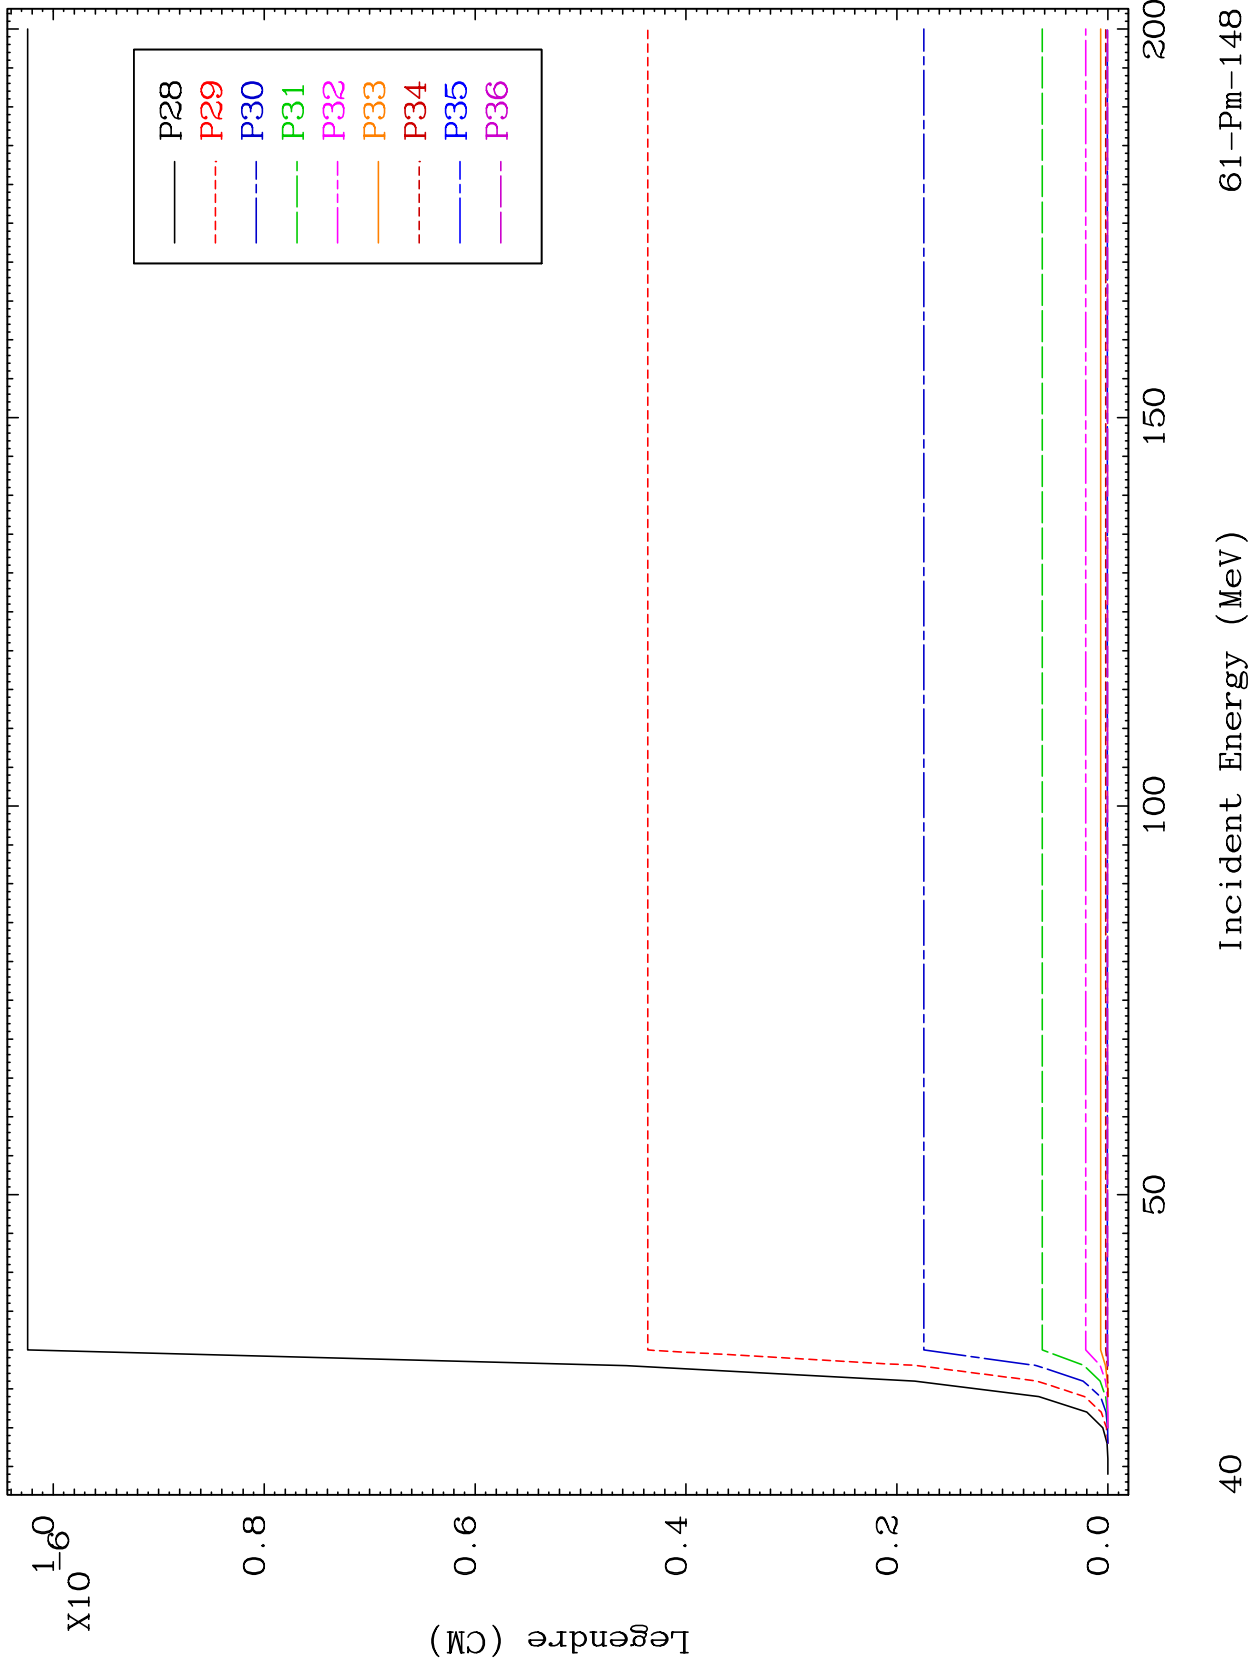 X10
-6
1.0
0.8
0.6
0.4
0.2
0.0
Legendre (CM)
P28
P29
P30
P31
P32
P33
P34
P35
P36
50
100
150
200
Incident Energy (MeV)
40
61-Pm-148